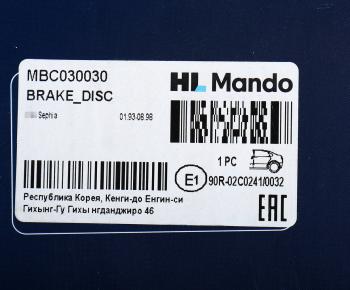 MBC030030
HL Mando
BRAKE_DISC
Sephia 01.93-08.98
1 PC
E1
90R-02C0241/0032
Республика Корея, Кенги-до Енгин-си
Гихынг-Гу Гихы нгданджиро 46
EAC